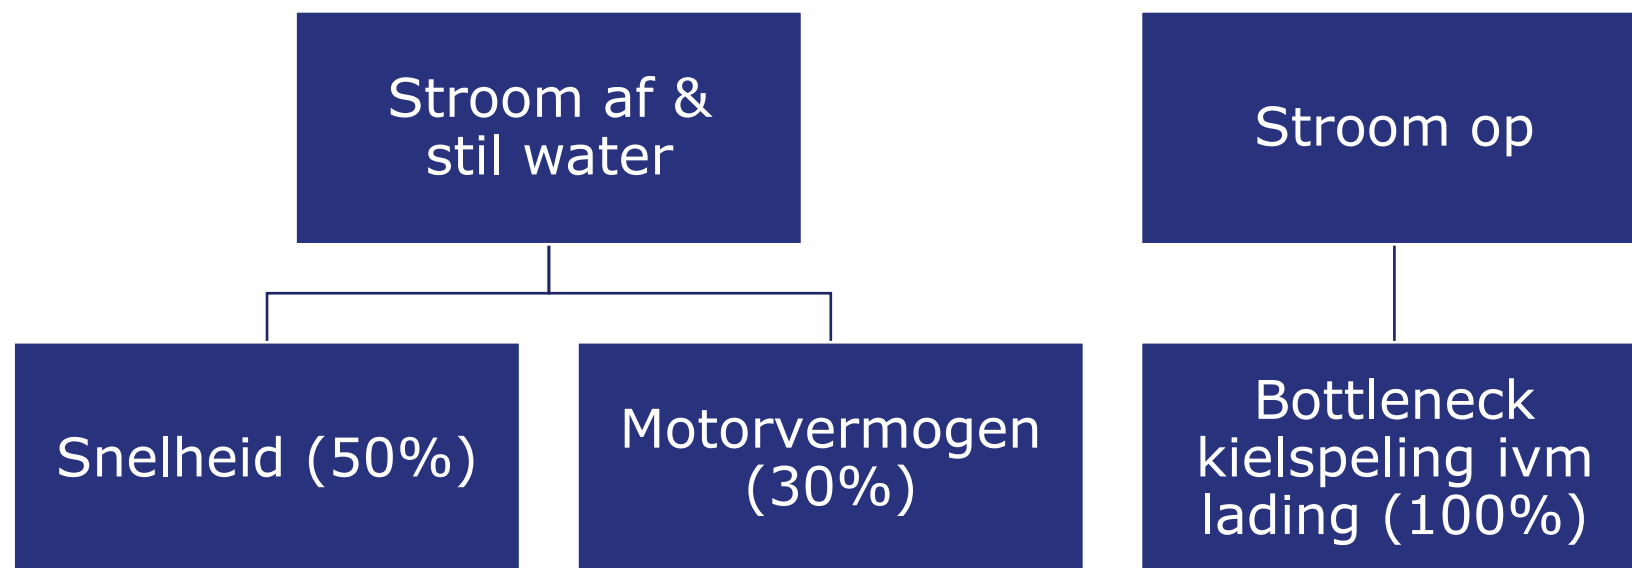 Stroom af &
stil water
Stroom op
Snelheid (50%)
Motorvermogen
(30%)
Bottleneck
kielspeling ivm
lading (100%)